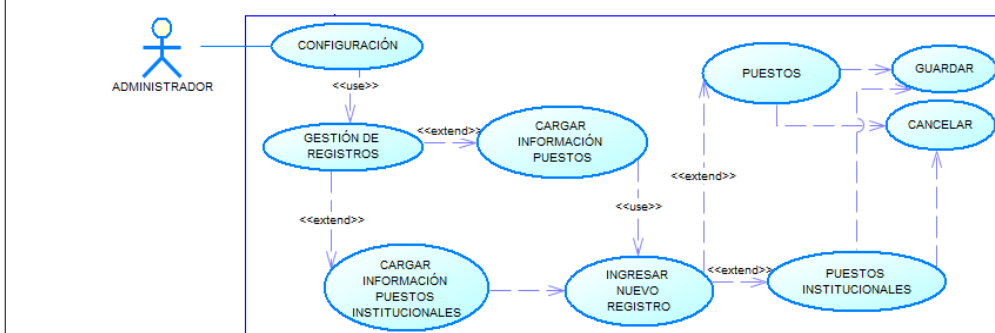 ADMINISTRADOR
CONFIGURACIÓN
<<use>>
GESTIÓN DE
REGISTROS
<<extend>>
CARGAR
INFORMACIÓN
PUESTOS
<<extend>>
CARGAR
INFORMACIÓN
PUESTOS
INSTITUCIONALES
<<use>>
INGRESAR
NUEVO
REGISTRO
<<extend>>
PUESTOS
<<extend>>
PUESTOS
INSTITUCIONALES
GUARDAR
CANCELAR